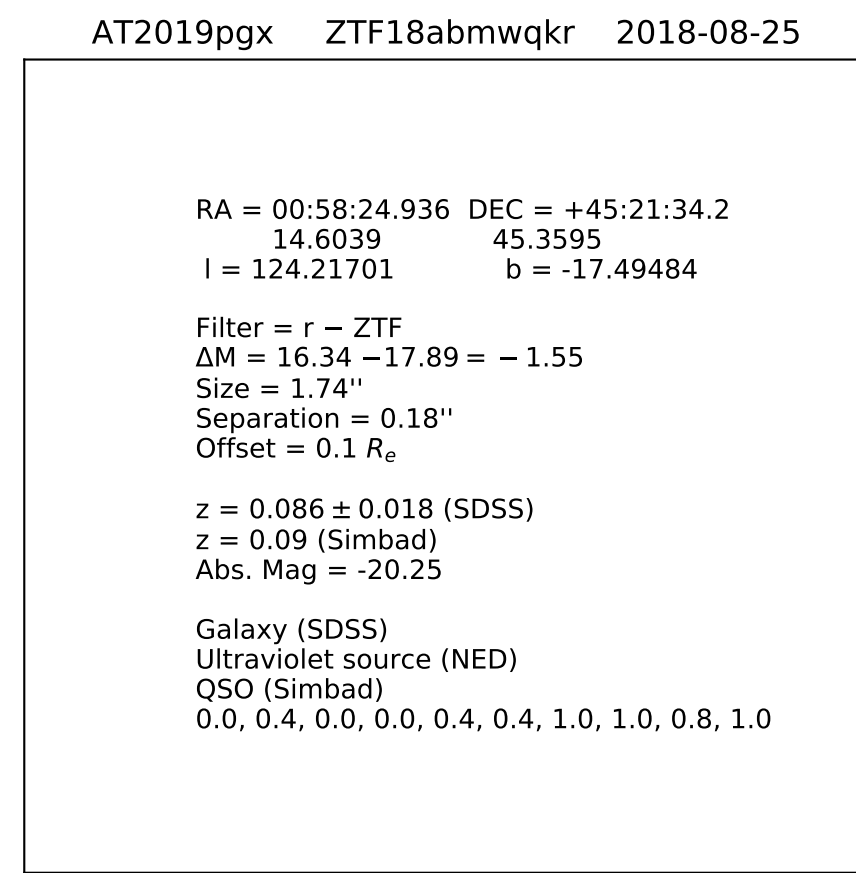 AT2019pgx ZTF18abmwqkr 2018-08-25
RA = 00:58:24.936 DEC = +45:21:34.2
14.6039 45.3595
l = 124.21701 b = -17.49484
Filter = r − ZTF
ΔM = 16.34 −17.89 = − 1.55
Size = 1.74''
Separation = 0.18''
Offset = 0.1 Re
z = 0.086 ± 0.018 (SDSS)
z = 0.09 (Simbad)
Abs. Mag = -20.25
Galaxy (SDSS)
Ultraviolet source (NED)
QSO (Simbad)
0.0, 0.4, 0.0, 0.0, 0.4, 0.4, 1.0, 1.0, 0.8, 1.0